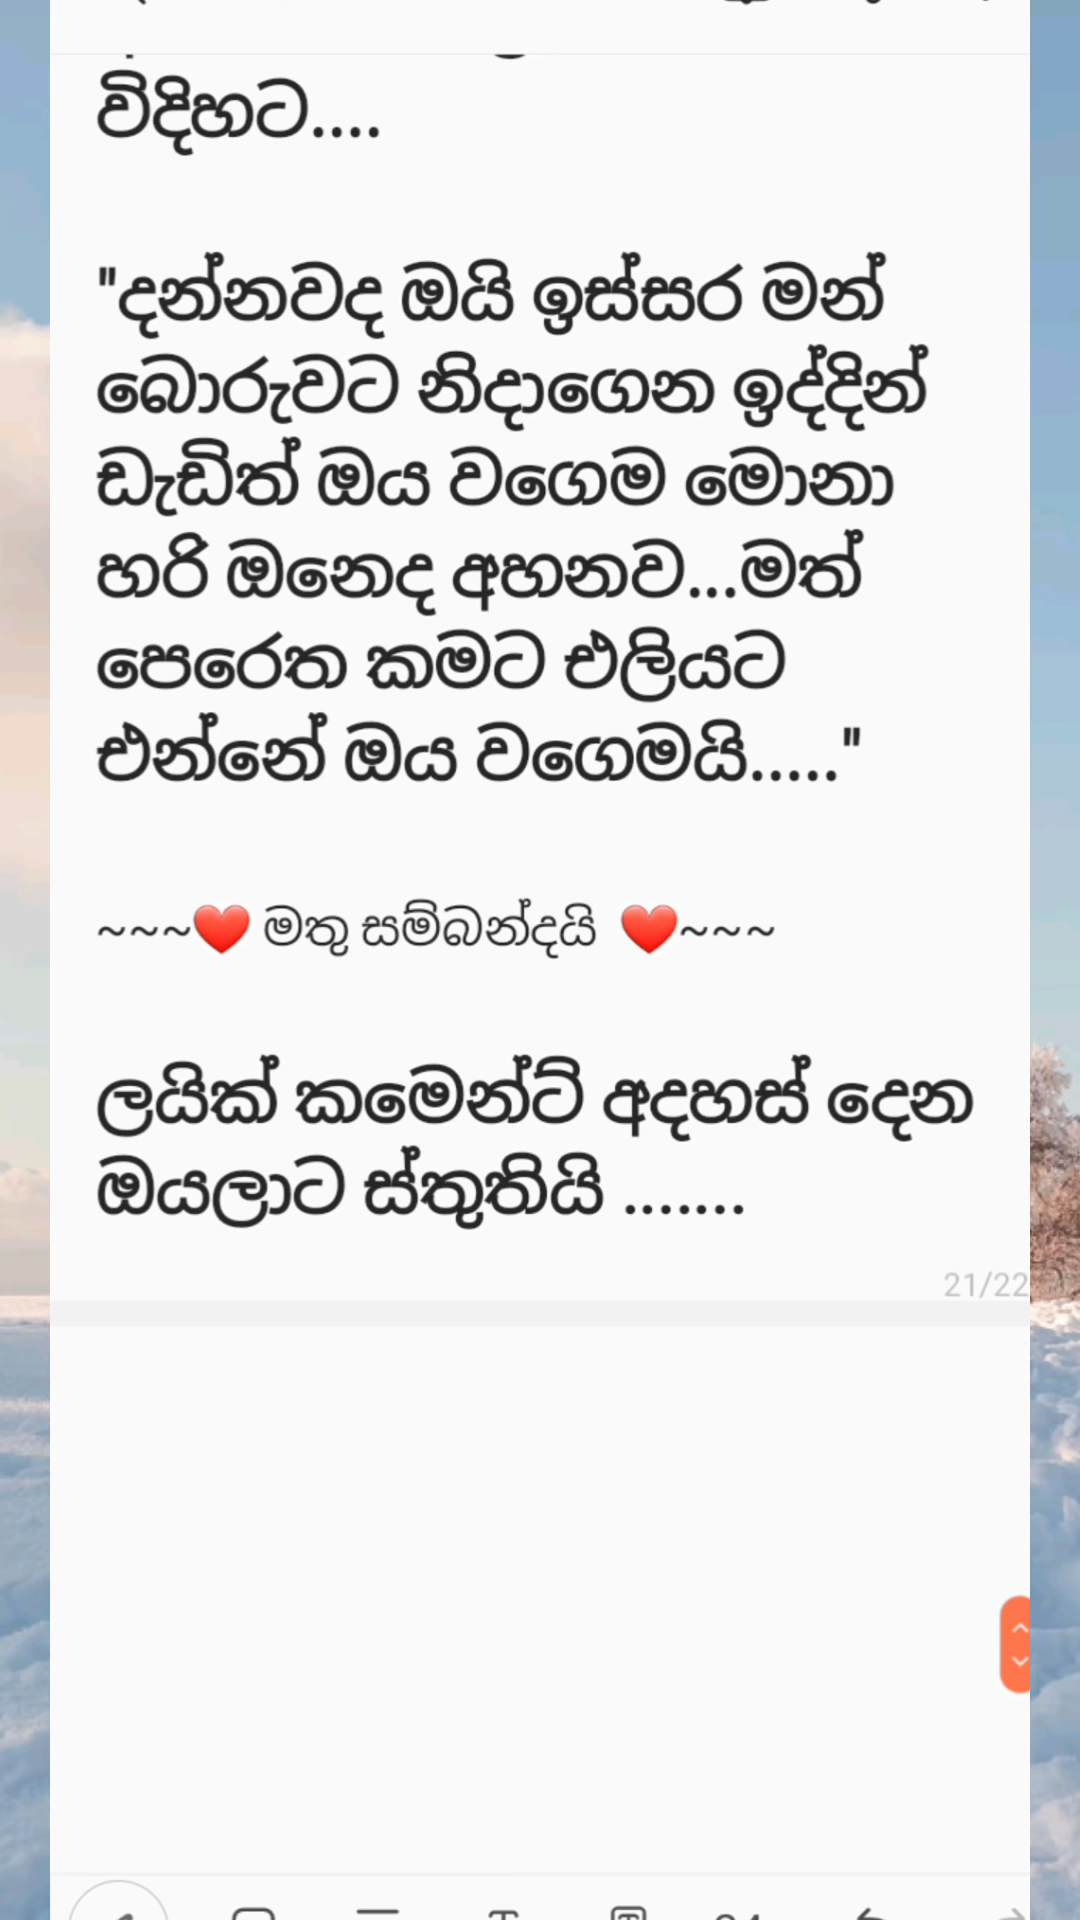 විදිහට....
"දන්නවද ඔයි ඉස්සර මන්
බොරුවට නිදාගෙන ඉද්දින්
ඩැඩිත් ඔය වගෙම මොනා
හරි ඔනෙද අහනව...මත්
පෙරෙත කමට එලියට
එන්නේ ඔය වගෙමයි....."
~~~❤️ මතු සම්බන්දයි ❤️~~~
ලයික් කමෙන්ට් අදහස් දෙන
ඔයලාට ස්තුතියි .......
21/22